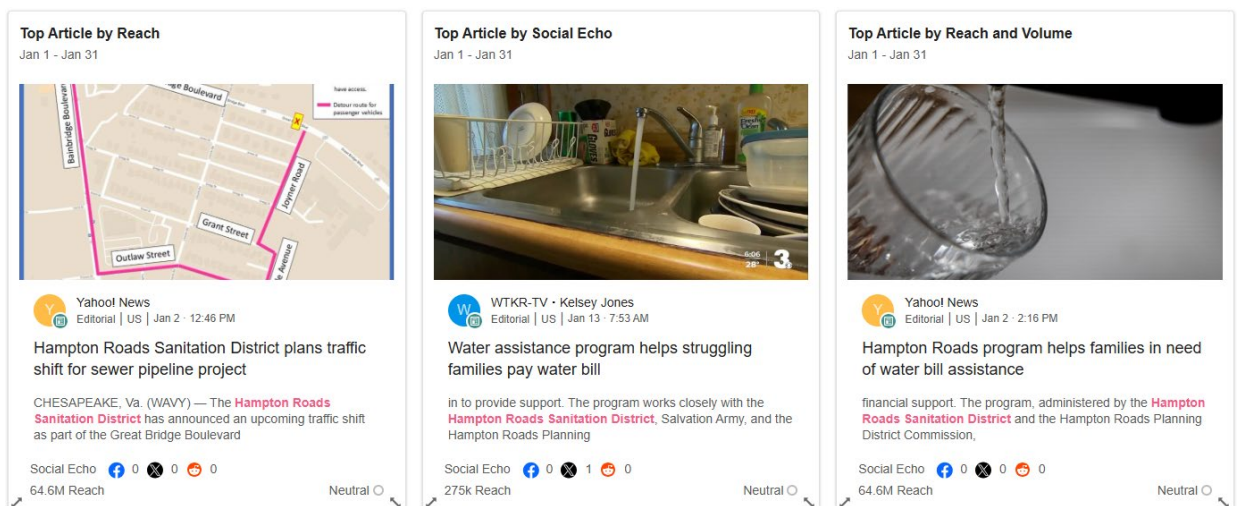 Top Article by Reach
Jan 1 - Jan 31
have access.
Detour route for
passenger vehicles
ge Boulevard
Bainbridge Boulevar
Joyner Road
Grant Street
Outlaw Street
e Avenue
X
Y
Yahoo! News
Editorial | US | Jan 2 · 12:46 PM
Hampton Roads Sanitation District plans traffic
shift for sewer pipeline project
CHESAPEAKE, Va. (WAVY) — The Hampton Roads
Sanitation District has announced an upcoming traffic shift
as part of the Great Bridge Boulevard
Social Echo 0 0 0
64.6M Reach Neutral
Top Article by Social Echo
Jan 1 - Jan 31
GLOVES
6:06
28°
3
W
WTKR-TV · Kelsey Jones
Editorial | US | Jan 13 · 7:53 AM
Water assistance program helps struggling
families pay water bill
in to provide support. The program works closely with the
Hampton Roads Sanitation District, Salvation Army, and the
Hampton Roads Planning
Social Echo 0 1 0
275k Reach Neutral
Top Article by Reach and Volume
Jan 1 - Jan 31
Y
Yahoo! News
Editorial | US | Jan 2 · 2:16 PM
Hampton Roads program helps families in need
of water bill assistance
financial support. The program, administered by the Hampton
Roads Sanitation District and the Hampton Roads Planning
District Commission,
Social Echo 0 0 0
64.6M Reach Neutral